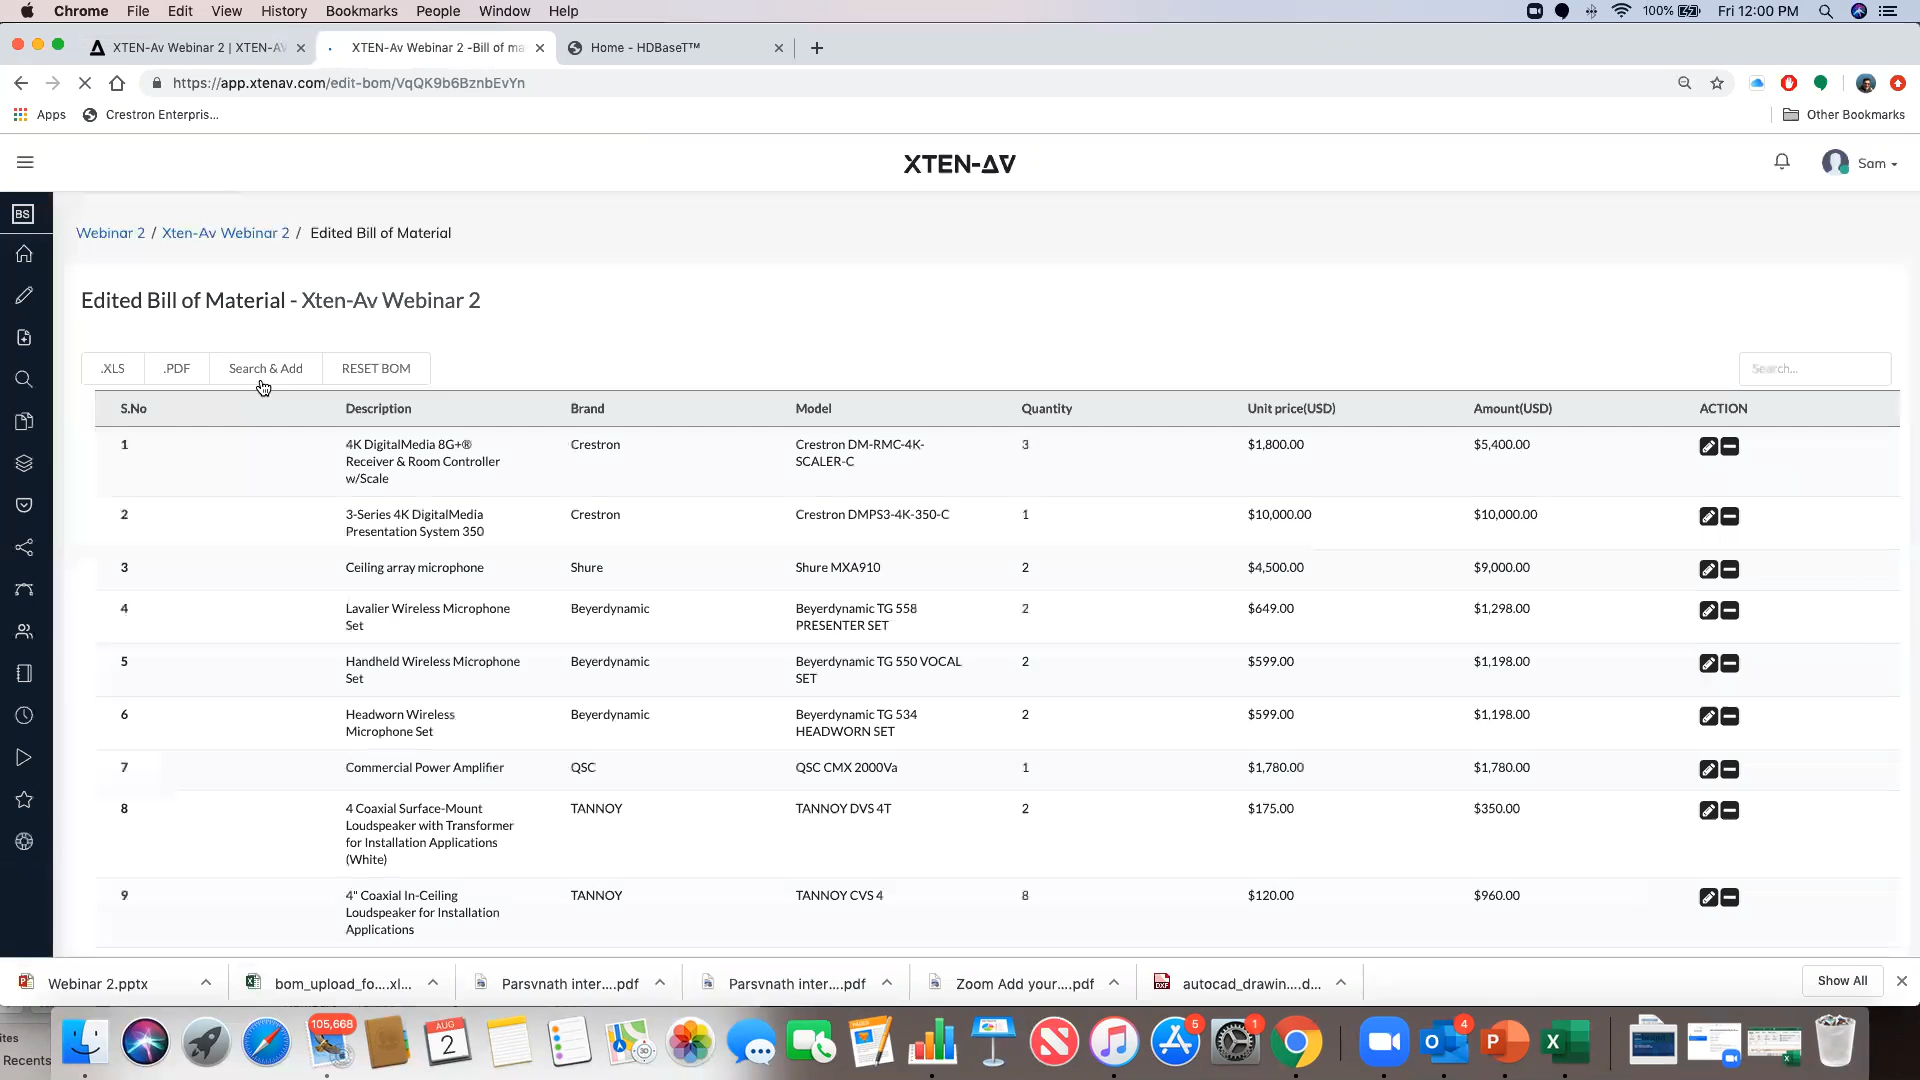 Chrome File Edit View History Bookmarks People Window Help 100% Fri 12:00 PM
XTEN-Av Webinar 2 | XTEN-AV XTEN-Av Webinar 2 -Bill of ma Home - HDBaseT™
https://app.xtenav.com/edit-bom/VqQK9b6BznbEvYn
Apps Crestron Enterpris... Other Bookmarks
XTEN-AV Sam
BS
Webinar 2 / Xten-Av Webinar 2 / Edited Bill of Material
Edited Bill of Material - Xten-Av Webinar 2
.XLS .PDF Search & Add RESET BOM Search...
S.No Description Brand Model Quantity Unit price(USD) Amount(USD) ACTION
1 4K DigitalMedia 8G+® Crestron Crestron DM-RMC-4K- 3 $1,800.00 $5,400.00
Receiver & Room Controller SCALER-C
w/Scale
2 3-Series 4K DigitalMedia Crestron Crestron DMPS3-4K-350-C 1 $10,000.00 $10,000.00
Presentation System 350
3 Ceiling array microphone Shure Shure MXA910 2 $4,500.00 $9,000.00
4 Lavalier Wireless Microphone Beyerdynamic Beyerdynamic TG 558 2 $649.00 $1,298.00
Set PRESENTER SET
5 Handheld Wireless Microphone Beyerdynamic Beyerdynamic TG 550 VOCAL 2 $599.00 $1,198.00
Set SET
6 Headworn Wireless Beyerdynamic Beyerdynamic TG 534 2 $599.00 $1,198.00
Microphone Set HEADWORN SET
7 Commercial Power Amplifier QSC QSC CMX 2000Va 1 $1,780.00 $1,780.00
8 4 Coaxial Surface-Mount TANNOY TANNOY DVS 4T 2 $175.00 $350.00
Loudspeaker with Transformer
for Installation Applications
(White)
9 4" Coaxial In-Ceiling TANNOY TANNOY CVS 4 8 $120.00 $960.00
Loudspeaker for Installation
Applications
Webinar 2.pptx bom_upload_fo....xl... Parsvnath inter....pdf Parsvnath inter....pdf Zoom Add your....pdf autocad_drawin....d... Show All
105,668 AUG 2 5 1 4
ites
Recents